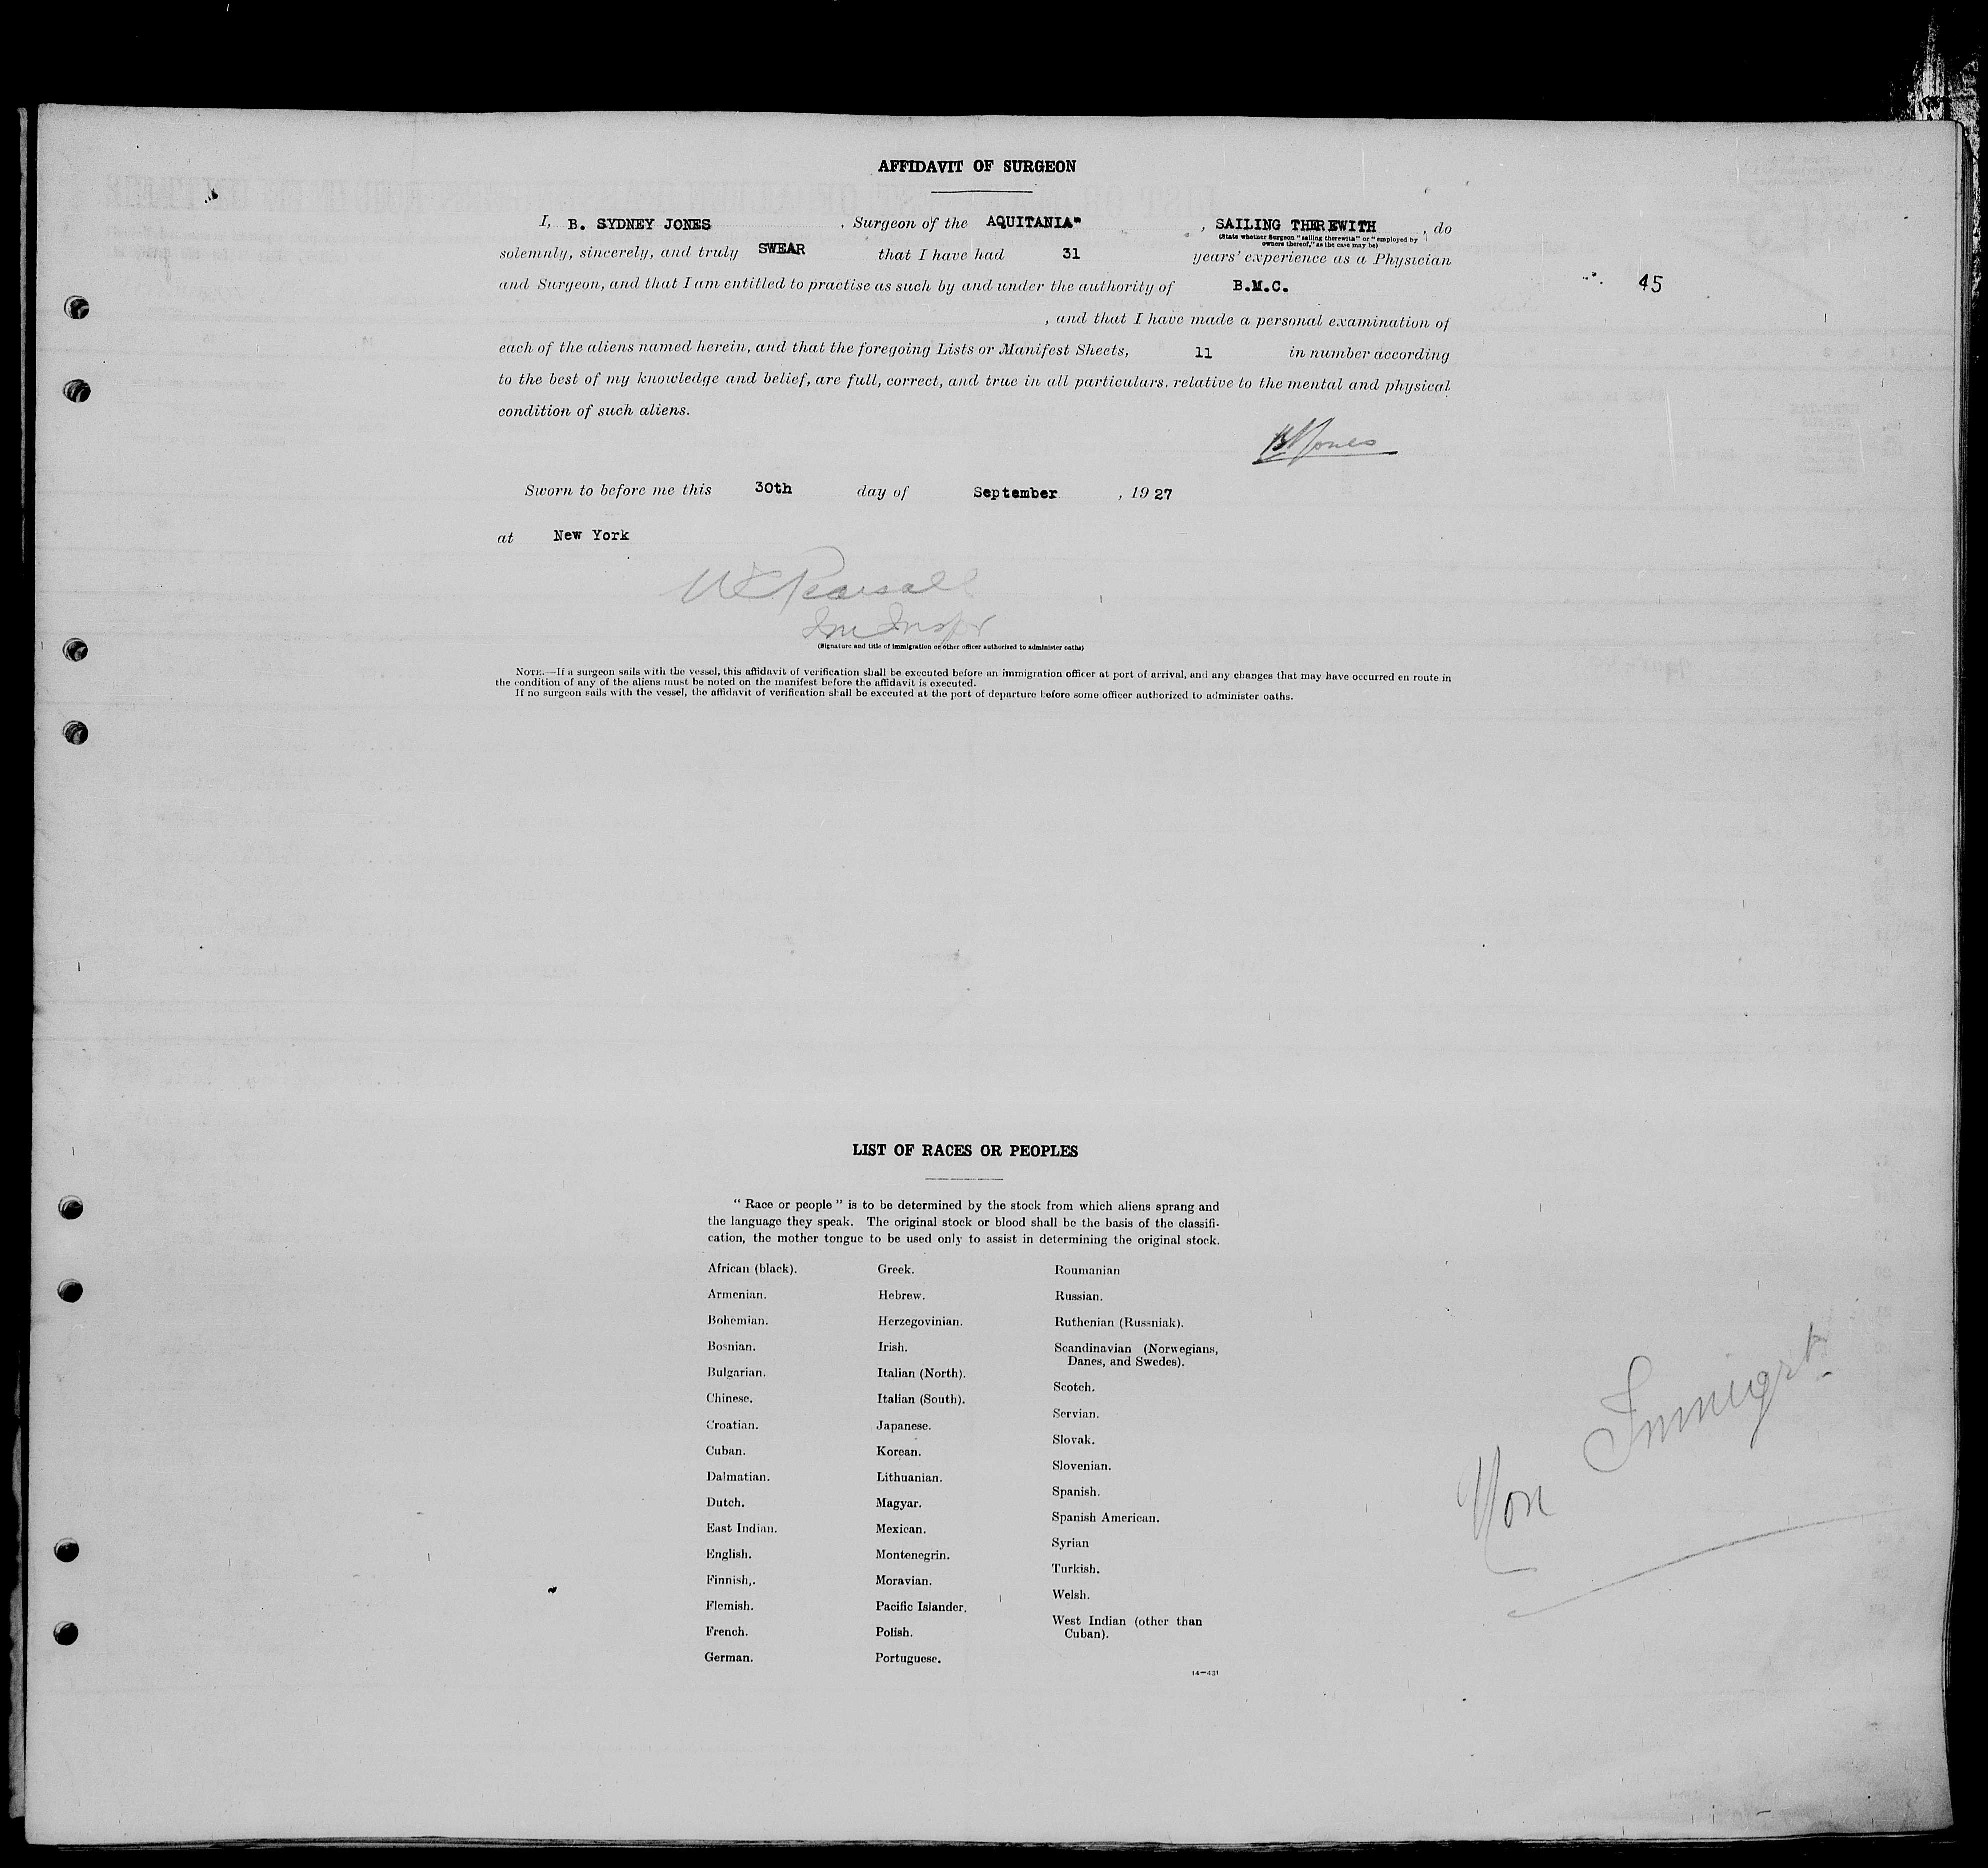 AFFIDAVIT OF SURGEON
I, B. SYDNEY JONES , Surgeon of the AQUITANIA" , SAILING THEREWITH , do
(State whether Surgeon "sailing therewith" or "employed by
owners thereof," as the case may be)
solemnly, sincerely, and truly SWEAR that I have had 31 years' experience as a Physician
and Surgeon, and that I am entitled to practise as such by and under the authority of B.M.C.
45
, and that I have made a personal examination of
each of the aliens named herein, and that the foregoing Lists or Manifest Sheets, 11 in number according
to the best of my knowledge and belief, are full, correct, and true in all particulars. relative to the mental and physical
condition of such aliens.
BSJones
Sworn to before me this 30th day of September , 1927
at New York
Pearsall
Im Inspr
(Signature and title of immigration or other officer authorized to administer oaths)
NOTE.—If a surgeon sails with the vessel, this affidavit of verification shall be executed before an immigration officer at port of arrival, and any changes that may have occurred en route in
the condition of any of the aliens must be noted on the manifest before the affidavit is executed.
If no surgeon sails with the vessel, the affidavit of verification shall be executed at the port of departure before some officer authorized to administer oaths.
LIST OF RACES OR PEOPLES
"Race or people" is to be determined by the stock from which aliens sprang and
the language they speak. The original stock or blood shall be the basis of the classifi-
cation, the mother tongue to be used only to assist in determining the original stock.
African (black).
Armenian.
Bohemian.
Bosnian.
Bulgarian.
Chinese.
Croatian.
Cuban.
Dalmatian.
Dutch.
East Indian.
English.
Finnish,.
Flemish.
French.
German.
Greek.
Hebrew.
Herzegovinian.
Irish.
Italian (North).
Italian (South).
Japanese.
Korean.
Lithuanian.
Magyar.
Mexican.
Montenegrin.
Moravian.
Pacific Islander.
Polish.
Portuguese.
Roumanian
Russian.
Ruthenian (Russniak).
Scandinavian (Norwegians,
Danes, and Swedes).
Scotch.
Servian.
Slovak.
Slovenian.
Spanish.
Spanish American.
Syrian
Turkish.
Welsh.
West Indian (other than
Cuban).
14—431
Non Immigrt.